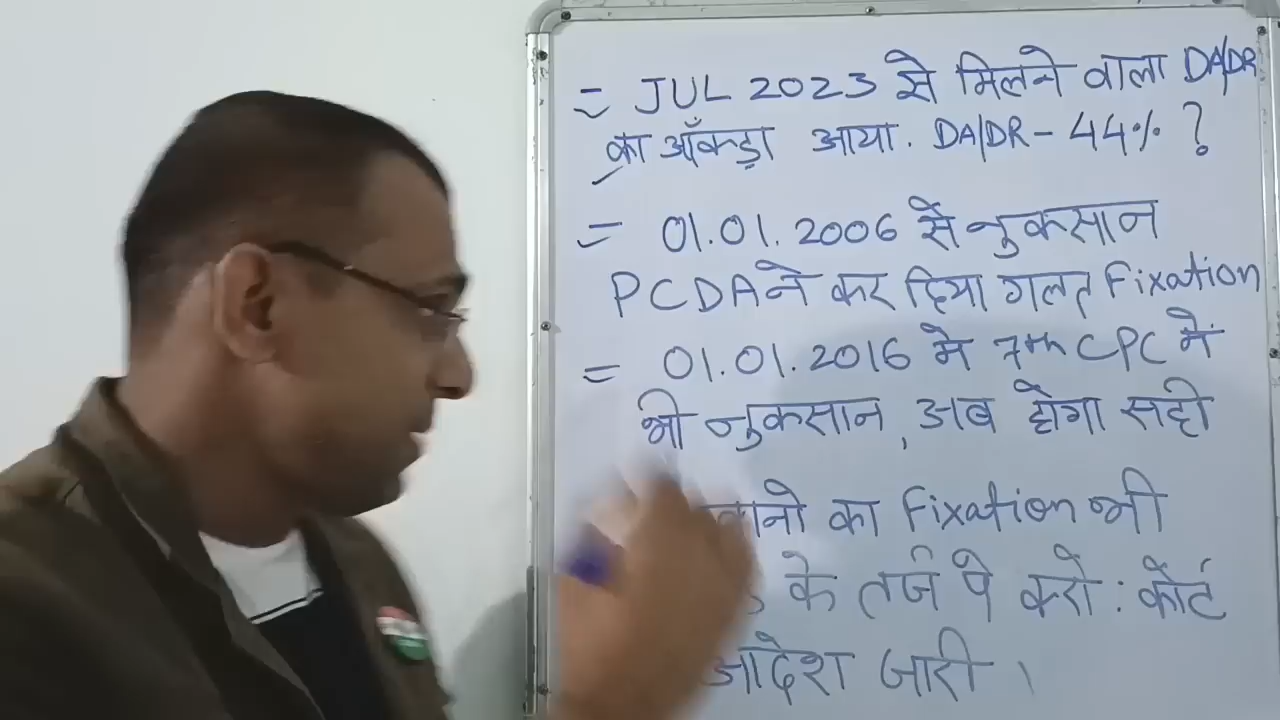 = JUL 2023 से मिलने वाला DA/DR
का आँकड़ा आया. DA/DR - 44% ?
= 01.01.2006 से नुकसान
PCDA ने कर दिया गलत Fixation
= 01.01.2016 मे 7th CPC में
भी नुकसान, अब होगा सही
का Fixation भी
के तर्ज पे करो : कोर्ट
आदेश जारी ।